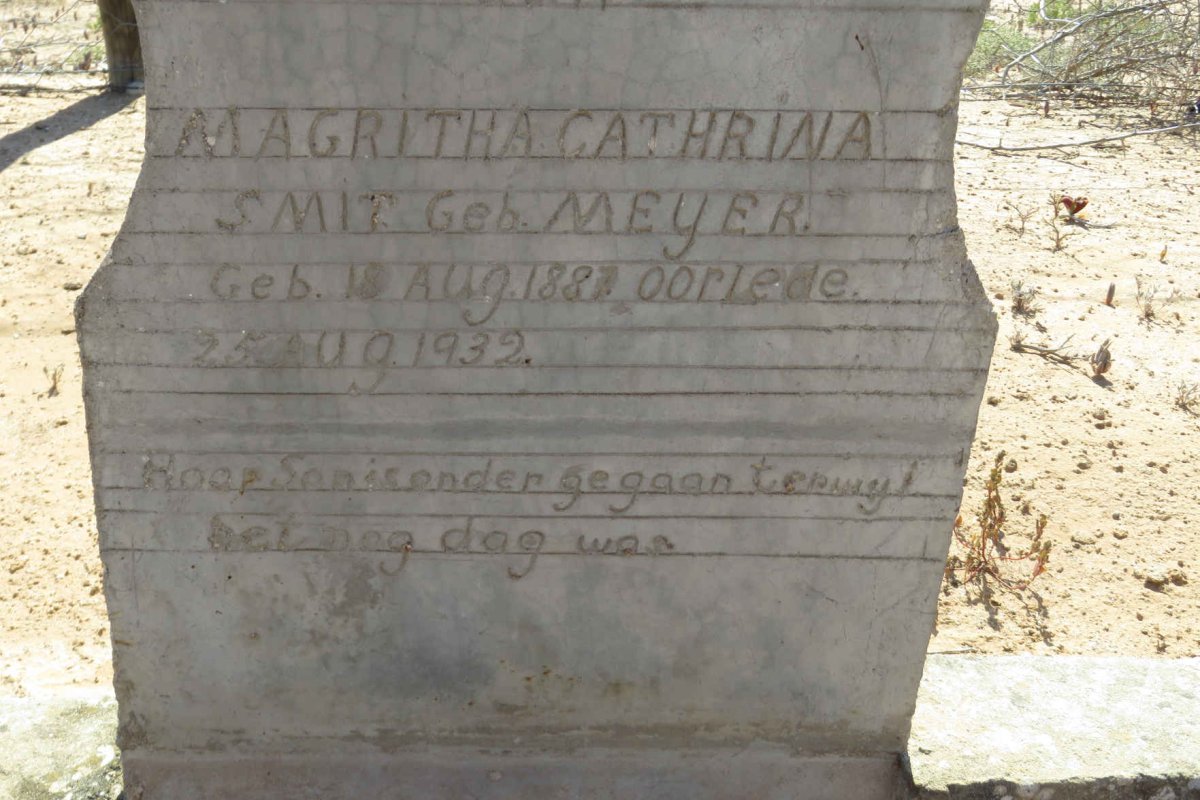 MAGRITHA CATHRINA
SMIT Geb. MEYER.
Geb. 18 AUg. 1887. oorlede.
25 AUg 1932.
Haar Son is onder gegaan terwyl
het nog dag was